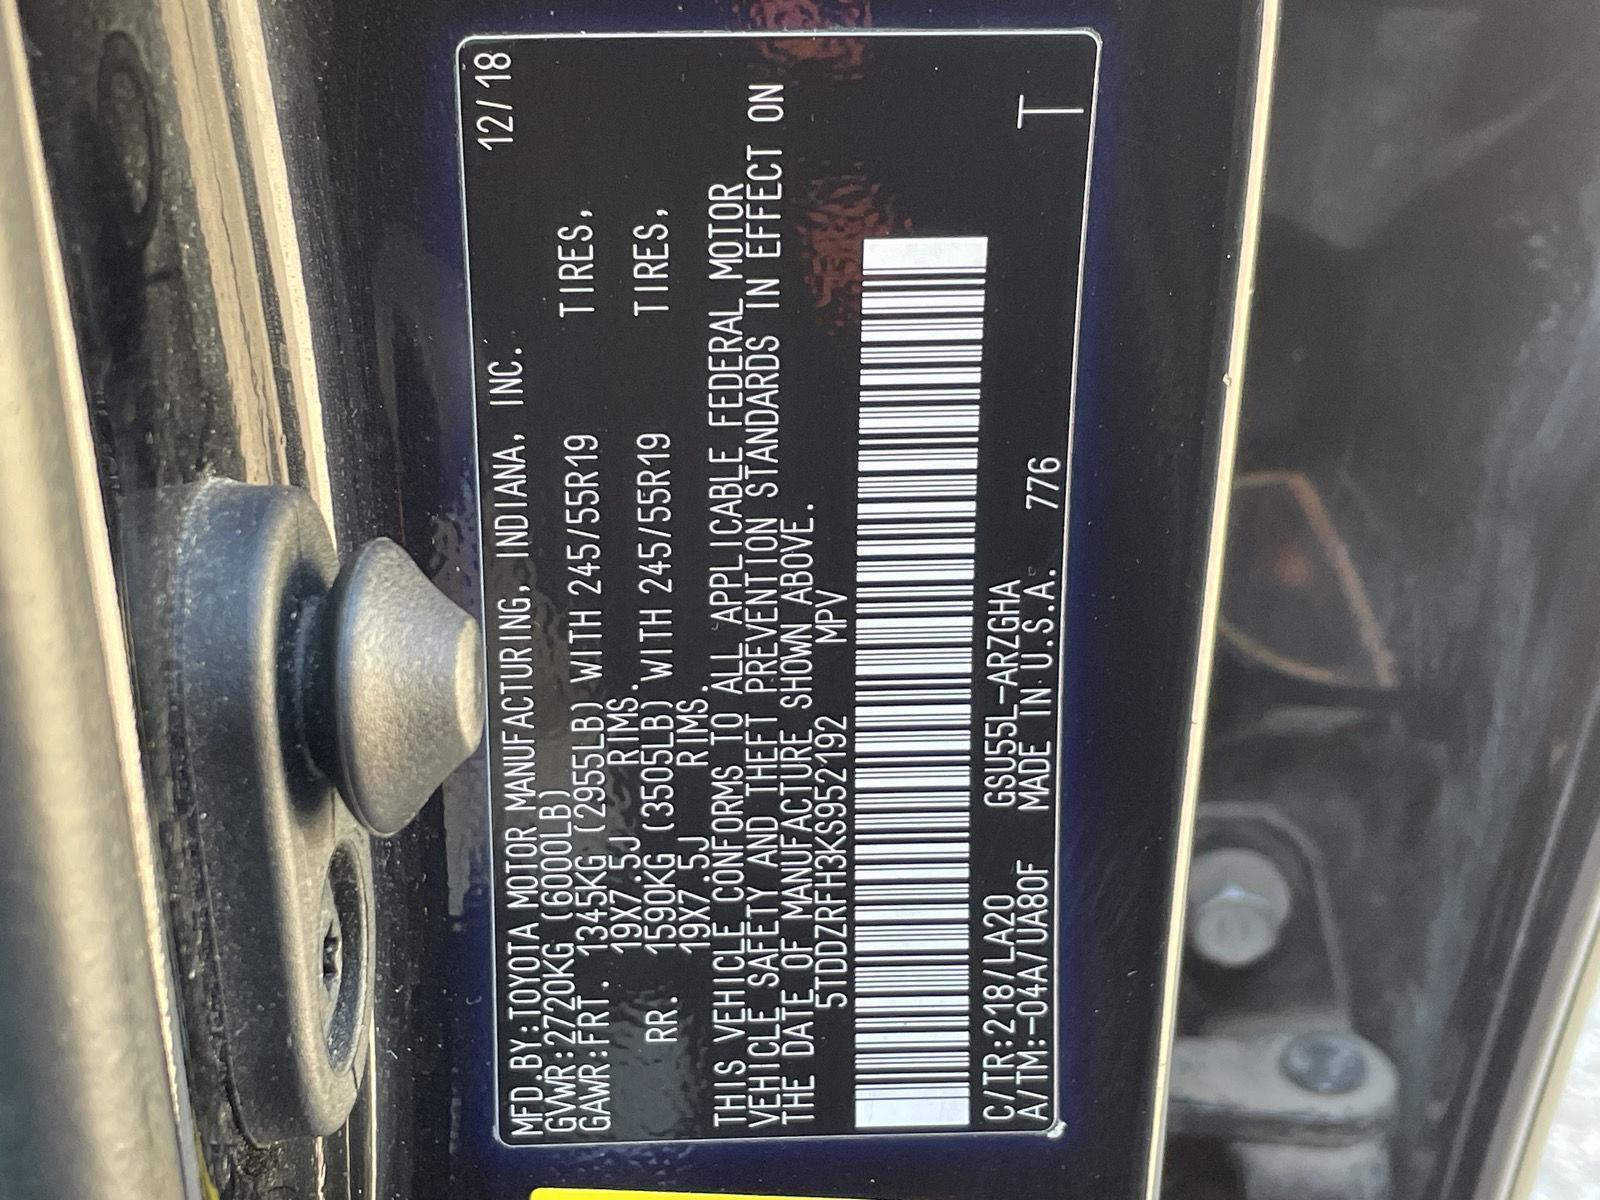 MFD.BY:TOYOTA MOTOR MANUFACTURING, INDIANA, INC. 12/18
GVWR:2720KG (6000LB)
GAWR:FRT. 1345KG (2955LB) WITH 245/55R19 TIRES,
19X7.5J RIMS.
RR. 1590KG (3505LB) WITH 245/55R19 TIRES,
19X7.5J RIMS.
THIS VEHICLE CONFORMS TO ALL APPLICABLE FEDERAL MOTOR
VEHICLE SAFETY AND THEFT PREVENTION STANDARDS IN EFFECT ON
THE DATE OF MANUFACTURE SHOWN ABOVE.
5TDDZRFH3KS952192 MPV
C/TR:218/LA20 GSU55L-ARZGHA
A/TM:-04A/UA80F MADE IN U.S.A. 776 T